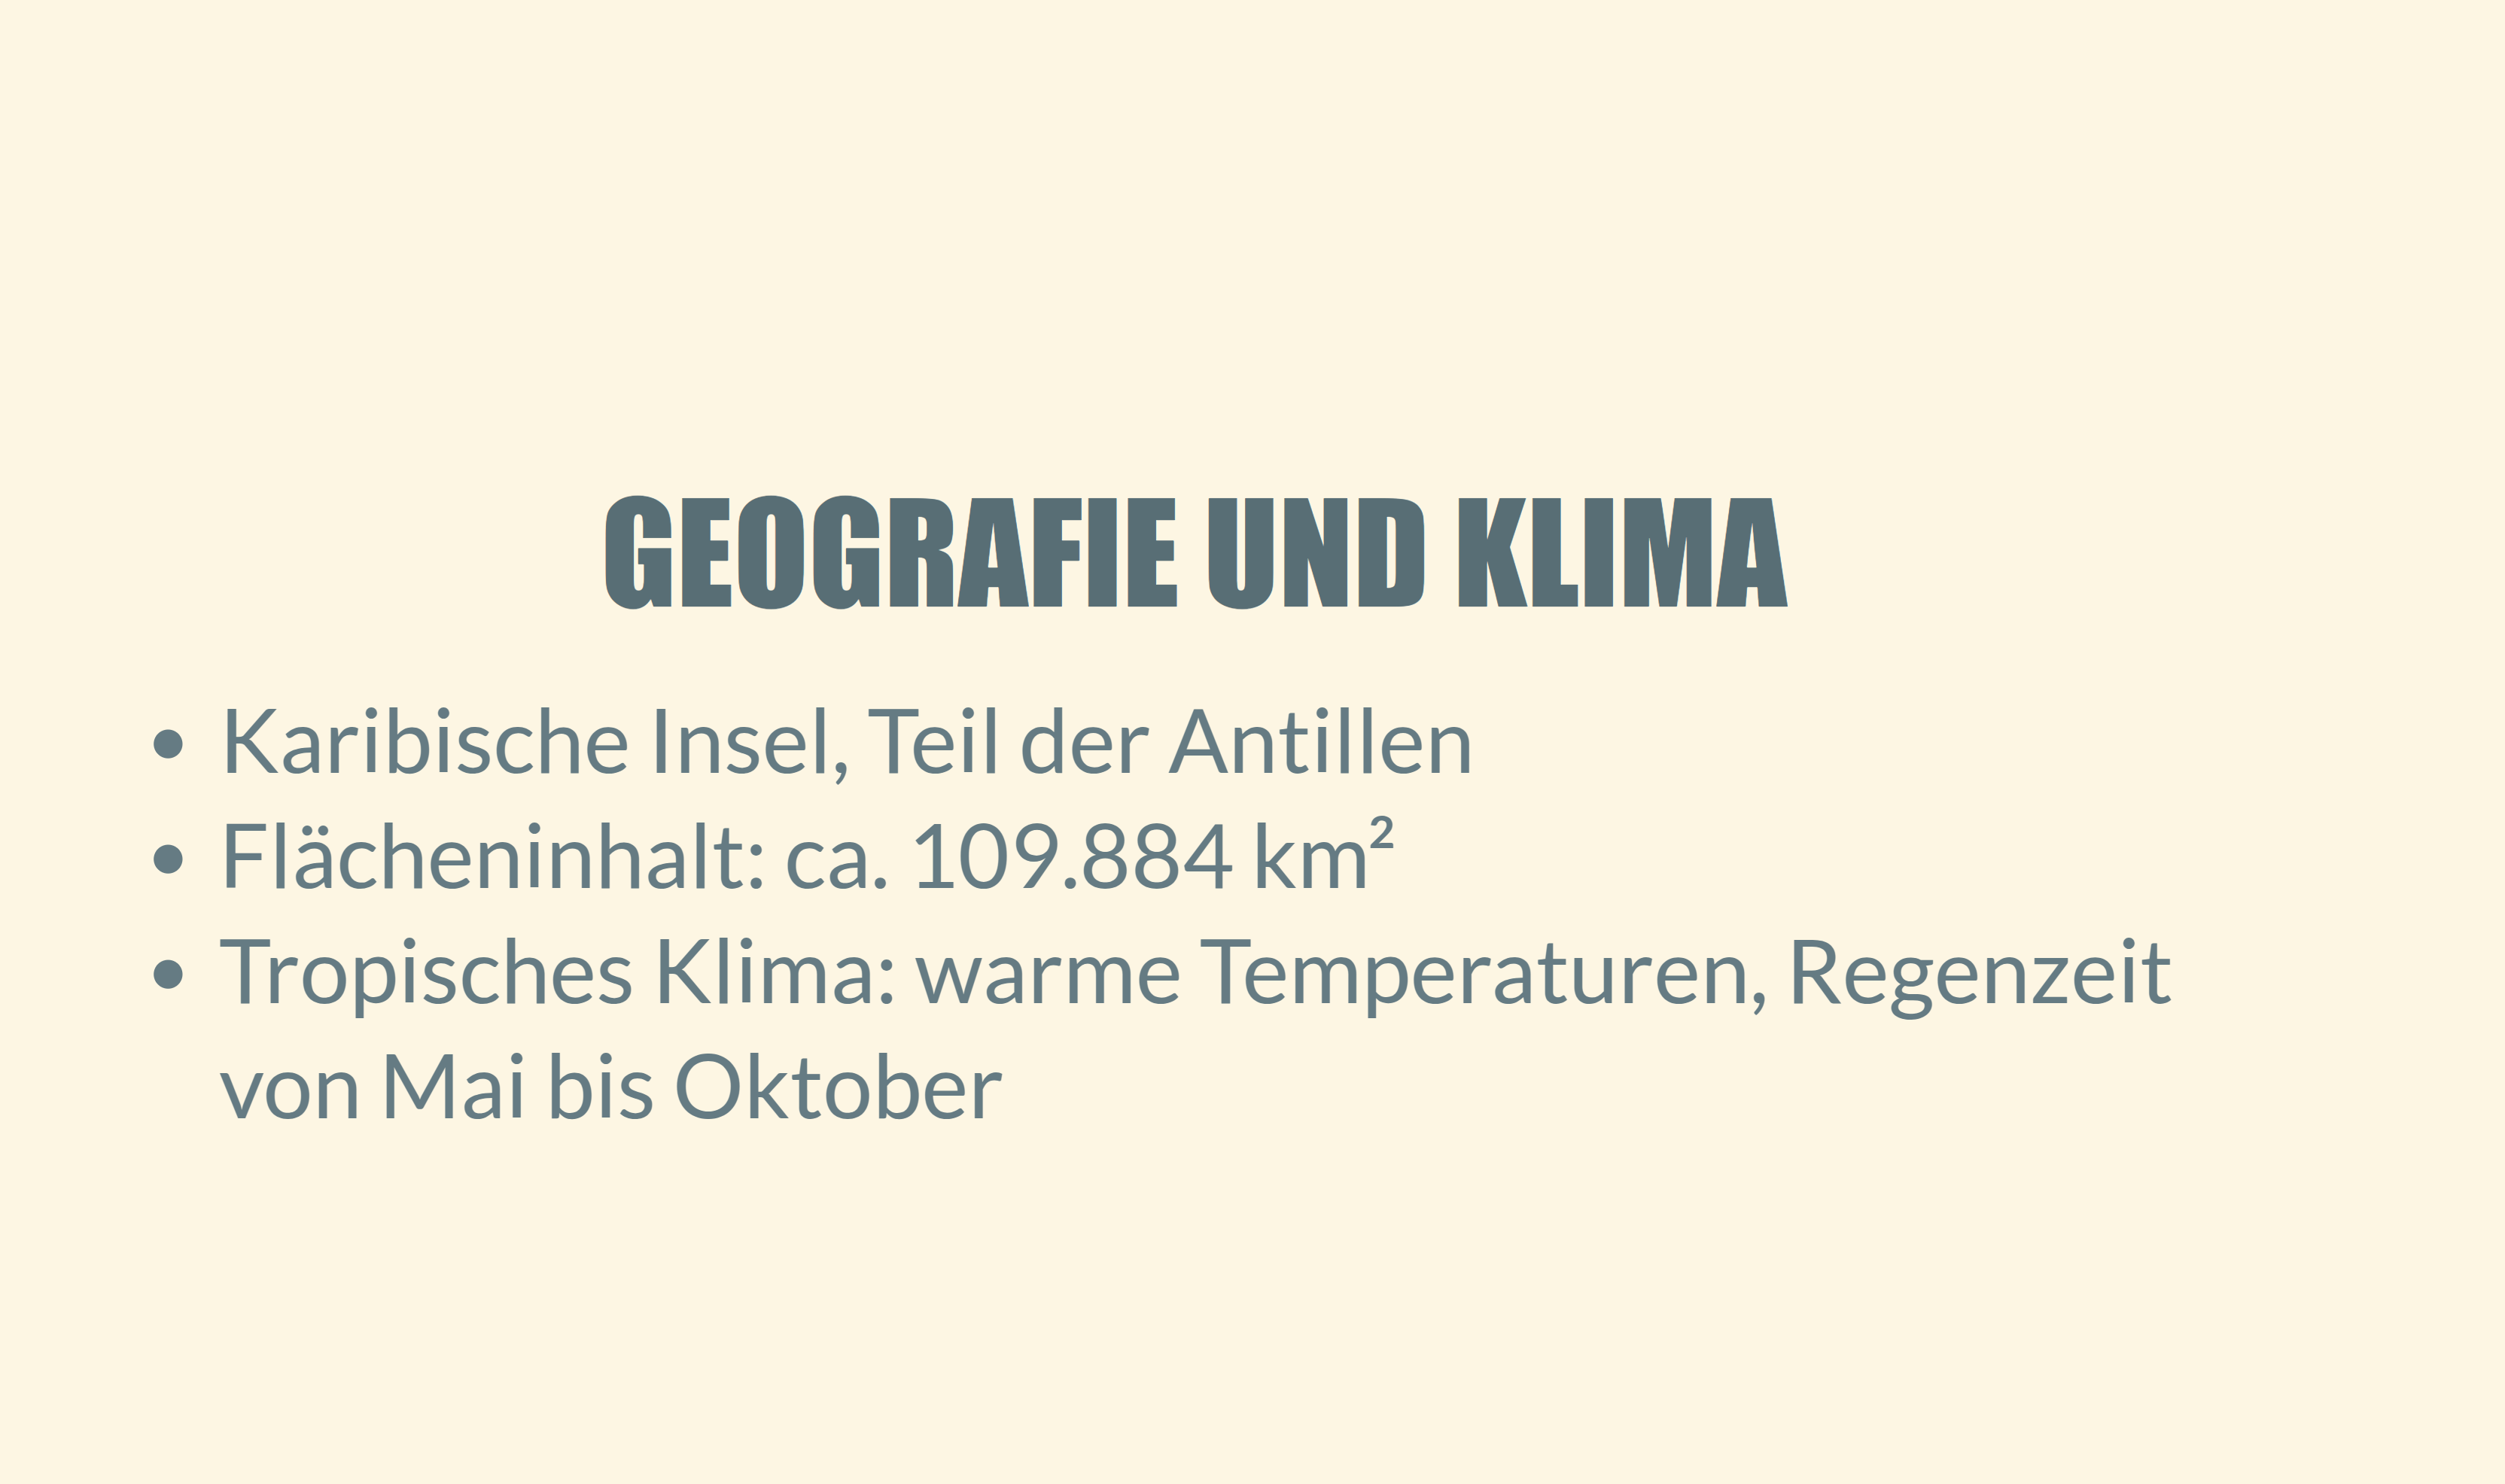 GEOGRAFIE UND KLIMA
• Karibische Insel, Teil der Antillen
• Flächeninhalt: ca. 109.884 km²
• Tropisches Klima: warme Temperaturen, Regenzeit
von Mai bis Oktober